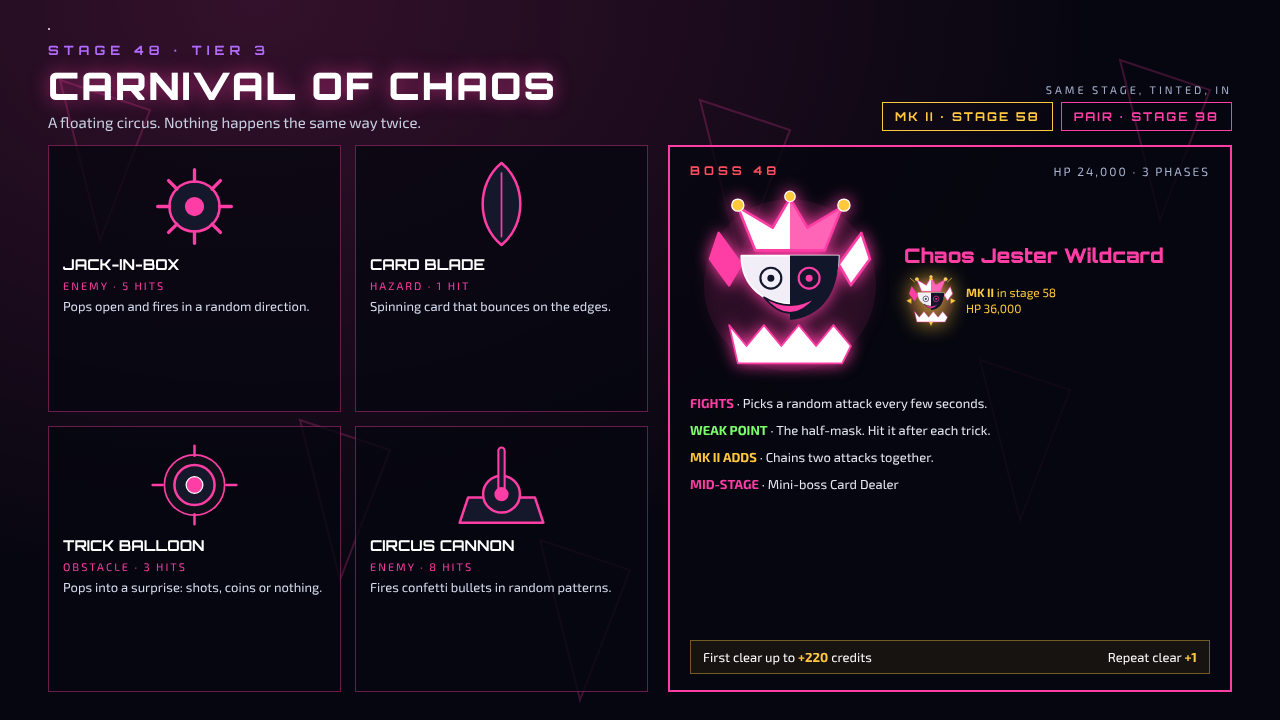 STAGE 48 · TIER 3
CARNIVAL OF CHAOS
A floating circus. Nothing happens the same way twice.
SAME STAGE, TINTED, IN
MK II · STAGE 58
PAIR · STAGE 98
JACK-IN-BOX
ENEMY · 5 HITS
Pops open and fires in a random direction.
CARD BLADE
HAZARD · 1 HIT
Spinning card that bounces on the edges.
TRICK BALLOON
OBSTACLE · 3 HITS
Pops into a surprise: shots, coins or nothing.
CIRCUS CANNON
ENEMY · 8 HITS
Fires confetti bullets in random patterns.
BOSS 48
HP 24,000 · 3 PHASES
Chaos Jester Wildcard
MK II in stage 58
HP 36,000
FIGHTS · Picks a random attack every few seconds.
WEAK POINT · The half-mask. Hit it after each trick.
MK II ADDS · Chains two attacks together.
MID-STAGE · Mini-boss Card Dealer
First clear up to +220 credits
Repeat clear +1